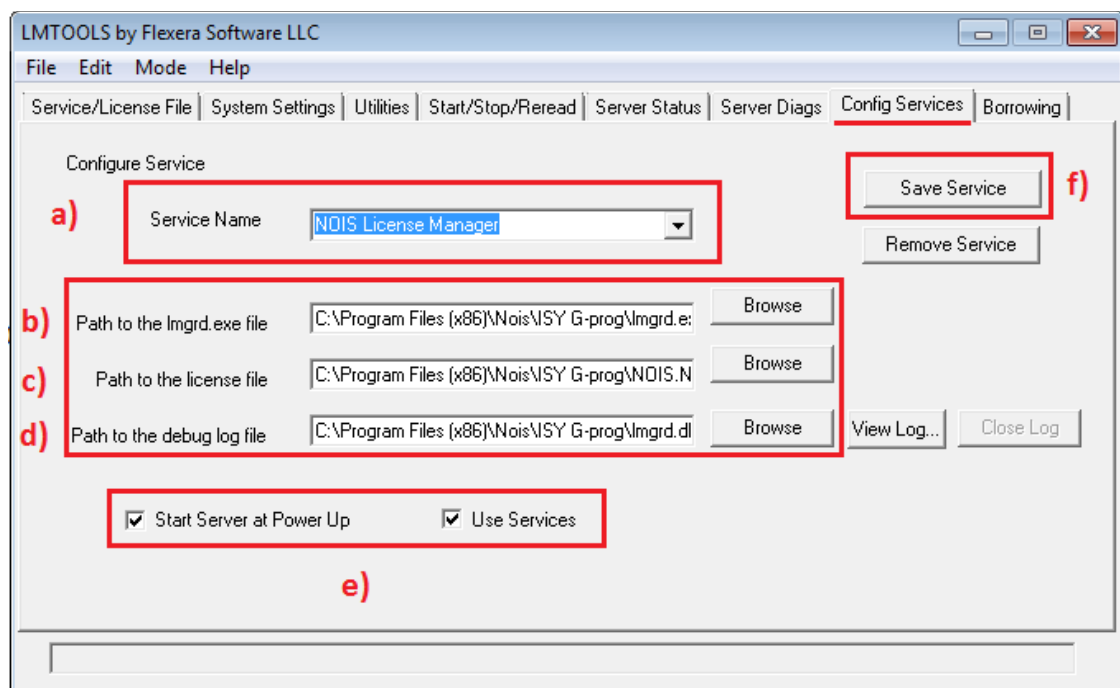 LMTOOLS by Flexera Software LLC
File Edit Mode Help
Service/License File System Settings Utilities Start/Stop/Reread Server Status Server Diags Config Services Borrowing
Configure Service
Save Service f)
a) Service Name NOIS License Manager
Remove Service
b) Path to the lmgrd.exe file C:\Program Files (x86)\Nois\ISY G-prog\lmgrd.e: Browse
c) Path to the license file C:\Program Files (x86)\Nois\ISY G-prog\NOIS.N Browse
d) Path to the debug log file C:\Program Files (x86)\Nois\ISY G-prog\lmgrd.dl Browse View Log... Close Log
Start Server at Power Up Use Services
e)